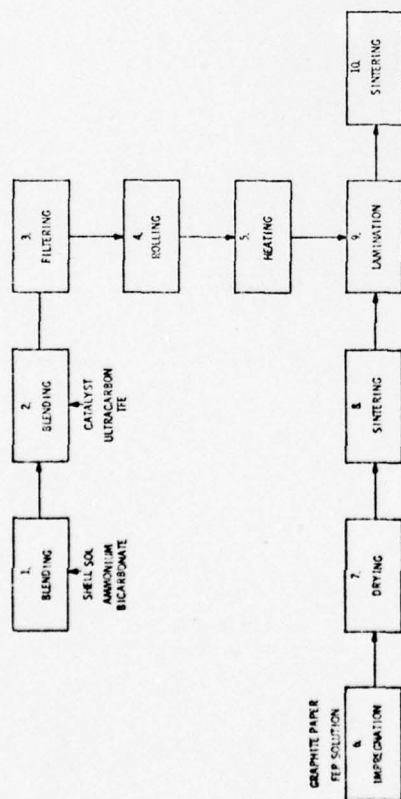 1.
BLENDING
SHELL SOL
AMMONIUM
BICARBONATE
2.
BLENDING
CATALYST
ULTRACARBON
TFE
3.
FILTERING
4.
ROLLING
5.
HEATING
GRAPHITE PAPER
FEP SOLUTION
6.
IMPREGNATION
7.
DRYING
8.
SINTERING
9.
LAMINATION
10.
SINTERING